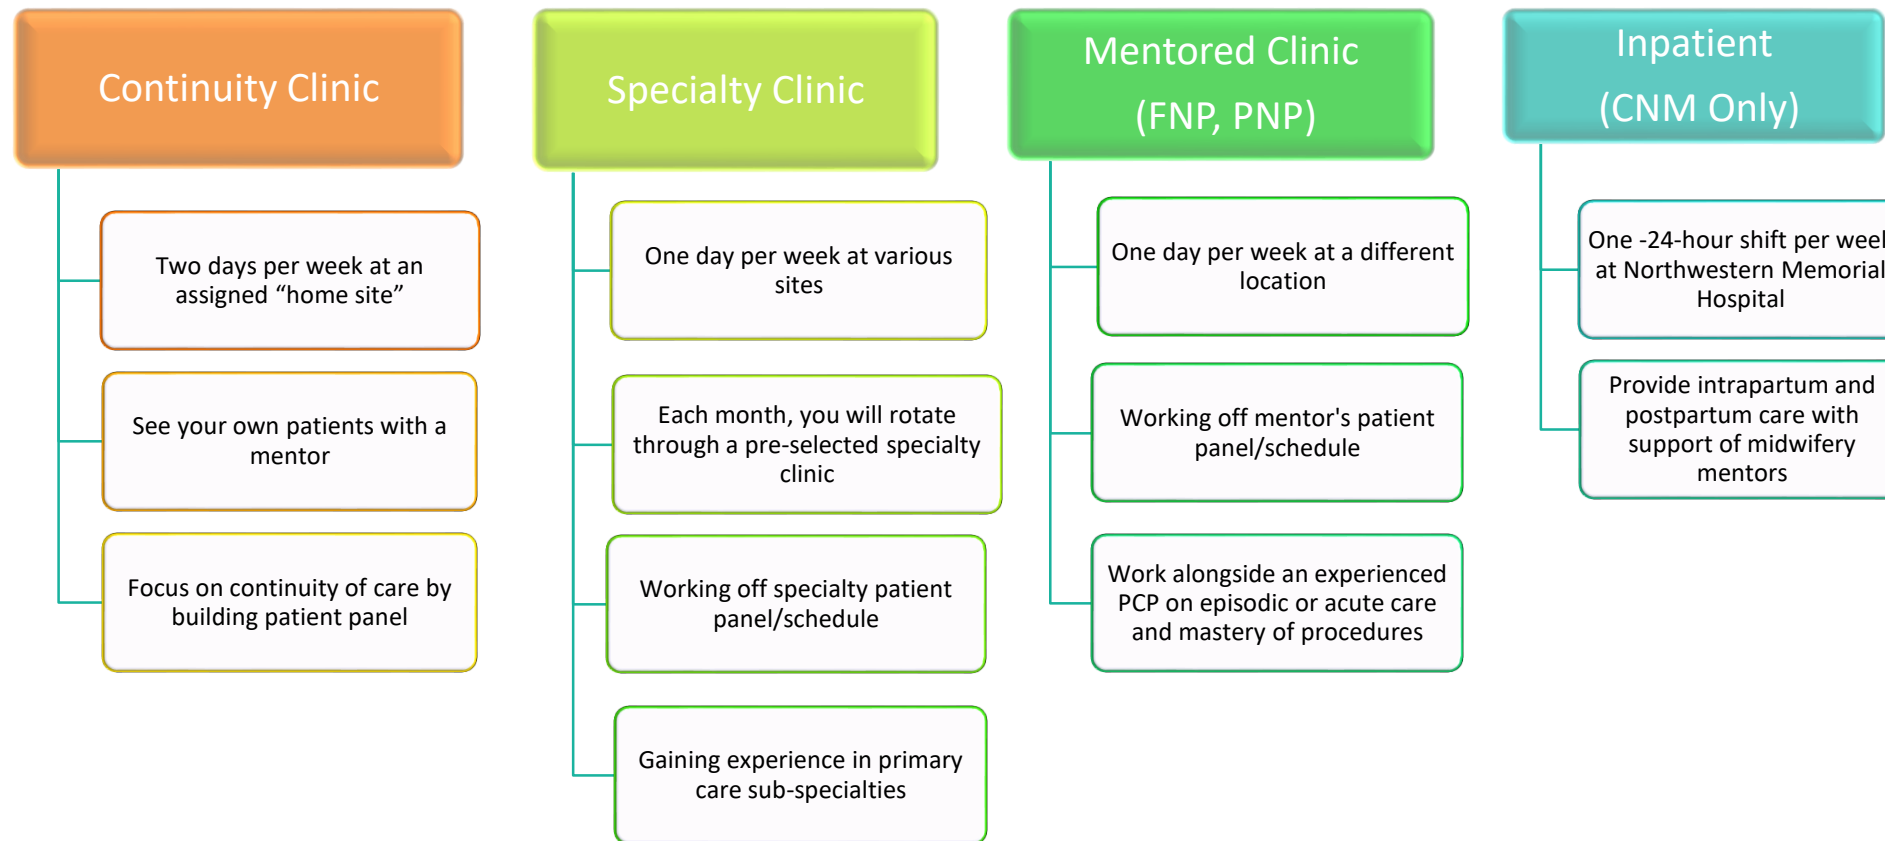 Continuity Clinic
Two days per week at an
assigned “home site”
See your own patients with a
mentor
Focus on continuity of care by
building patient panel
Specialty Clinic
One day per week at various
sites
Each month, you will rotate
through a pre-selected specialty
clinic
Working off specialty patient
panel/schedule
Gaining experience in primary
care sub-specialties
Mentored Clinic
(FNP, PNP)
One day per week at a different
location
Working off mentor's patient
panel/schedule
Work alongside an experienced
PCP on episodic or acute care
and mastery of procedures
Inpatient
(CNM Only)
One -24-hour shift per week
at Northwestern Memorial
Hospital
Provide intrapartum and
postpartum care with
support of midwifery
mentors